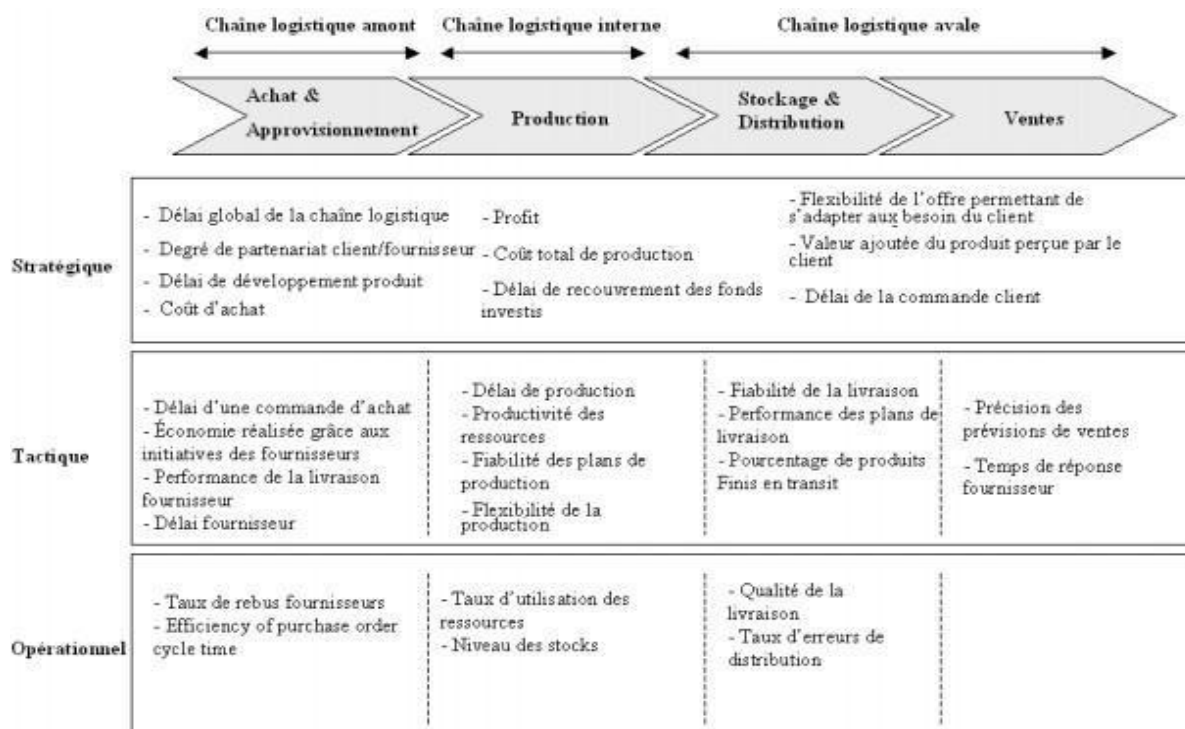 Chaîne logistique amont
Chaîne logistique interne
Chaîne logistique avale
Achat &
Approvisionnement
Production
Stockage &
Distribution
Ventes
Stratégique
- Délai global de la chaîne logistique
- Degré de partenariat client/fournisseur
- Délai de développement produit
- Coût d'achat
- Profit
- Coût total de production
- Délai de recouvrement des fonds
investis
- Flexibilité de l'offre permettant de
s'adapter aux besoin du client
- Valeur ajoutée du produit perçue par le
client
- Délai de la commande client
Tactique
- Délai d'une commande d'achat
- Économie réalisée grâce aux
initiatives des fournisseurs
- Performance de la livraison
fournisseur
- Délai fournisseur
- Délai de production
- Productivité des
ressources
- Fiabilité des plans de
production
- Flexibilité de la
production
- Fiabilité de la livraison
- Performance des plans de
livraison
- Pourcentage de produits
Finis en transit
- Précision des
prévisions de ventes
- Temps de réponse
fournisseur
Opérationnel
- Taux de rebus fournisseurs
- Efficiency of purchase order
cycle time
- Taux d'utilisation des
ressources
- Niveau des stocks
- Qualité de la
livraison
- Taux d'erreurs de
distribution